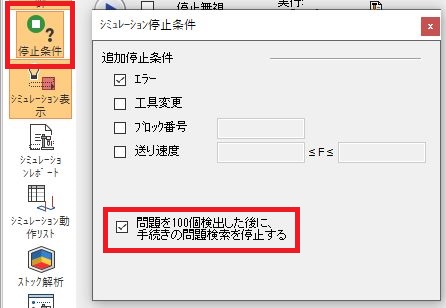 停止条件
シミュレーション表
示
シミュレーショ
ンレポート
シミュレーション動
作リスト
ストック解析
停止無視
実行:
シミュレーション停止条件
x
追加停止条件
エラー
工具変更
ブロック番号
送り速度
≤F≤
問題を100個検出した後に、
手続きの問題検索を停止する